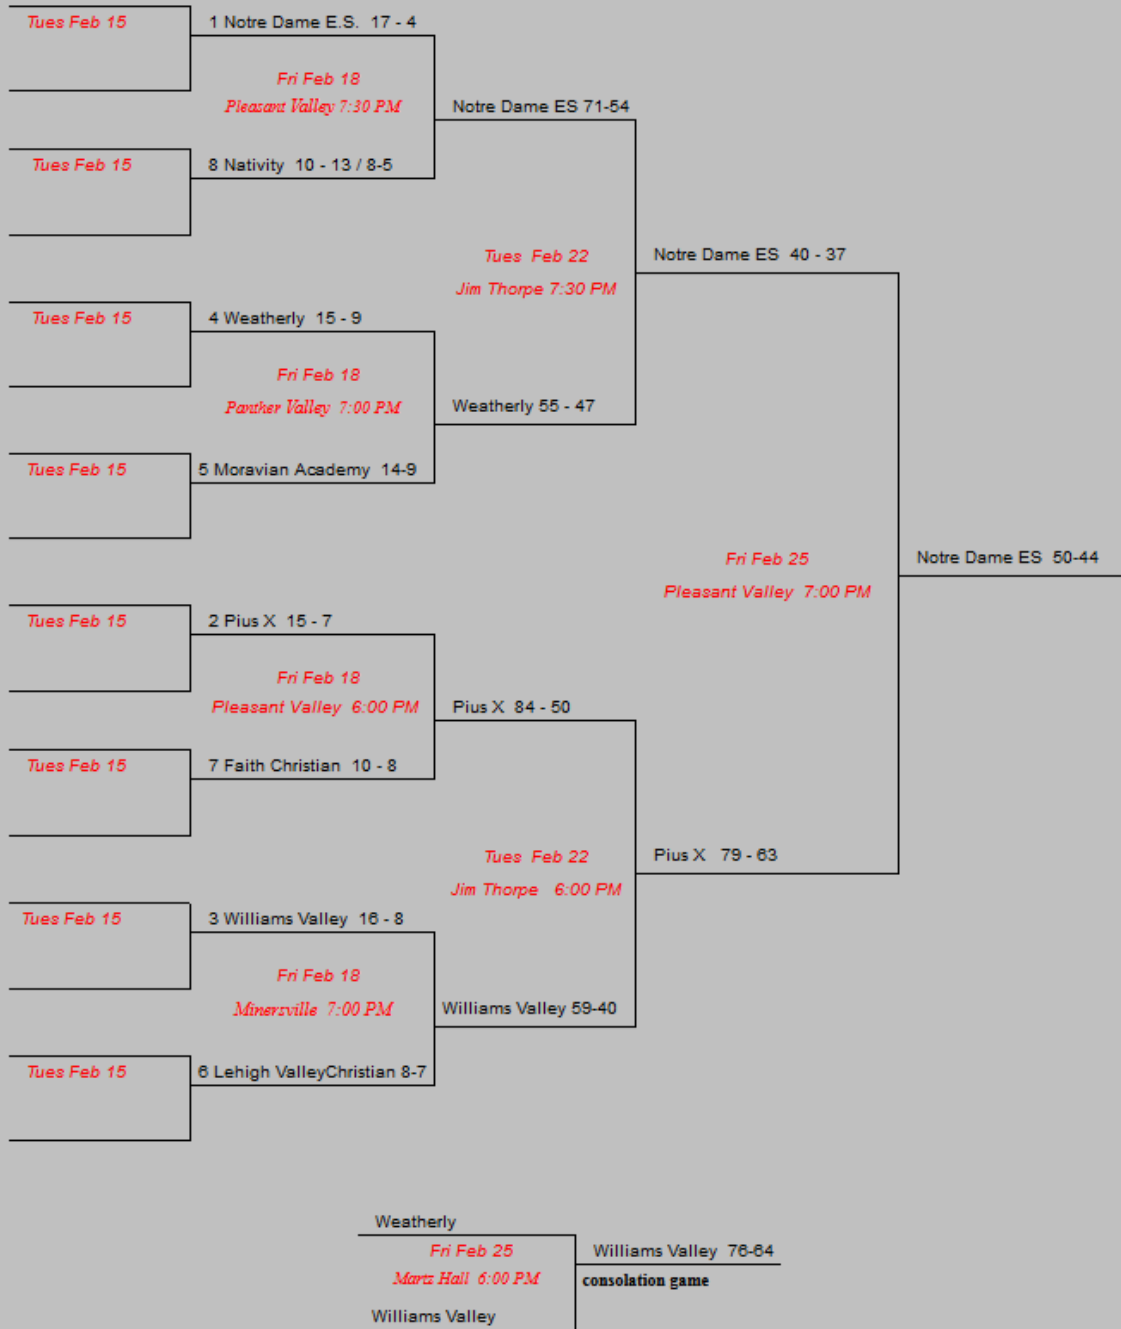 Tues Feb 15
1 Notre Dame E.S. 17 - 4
Fri Feb 18
Pleasant Valley 7:30 PM
Notre Dame ES 71-54
Tues Feb 15
8 Nativity 10 - 13 / 8-5
Tues Feb 22
Jim Thorpe 7:30 PM
Notre Dame ES 40 - 37
Tues Feb 15
4 Weatherly 15 - 9
Fri Feb 18
Panther Valley 7:00 PM
Weatherly 55 - 47
Tues Feb 15
5 Moravian Academy 14-9
Fri Feb 25
Pleasant Valley 7:00 PM
Notre Dame ES 50-44
Tues Feb 15
2 Pius X 15 - 7
Fri Feb 18
Pleasant Valley 6:00 PM
Pius X 84 - 50
Tues Feb 15
7 Faith Christian 10 - 8
Tues Feb 22
Jim Thorpe 6:00 PM
Pius X 79 - 63
Tues Feb 15
3 Williams Valley 16 - 8
Fri Feb 18
Minersville 7:00 PM
Williams Valley 59-40
Tues Feb 15
6 Lehigh ValleyChristian 8-7
Weatherly
Fri Feb 25
Martz Hall 6:00 PM
Williams Valley 76-64
consolation game
Williams Valley